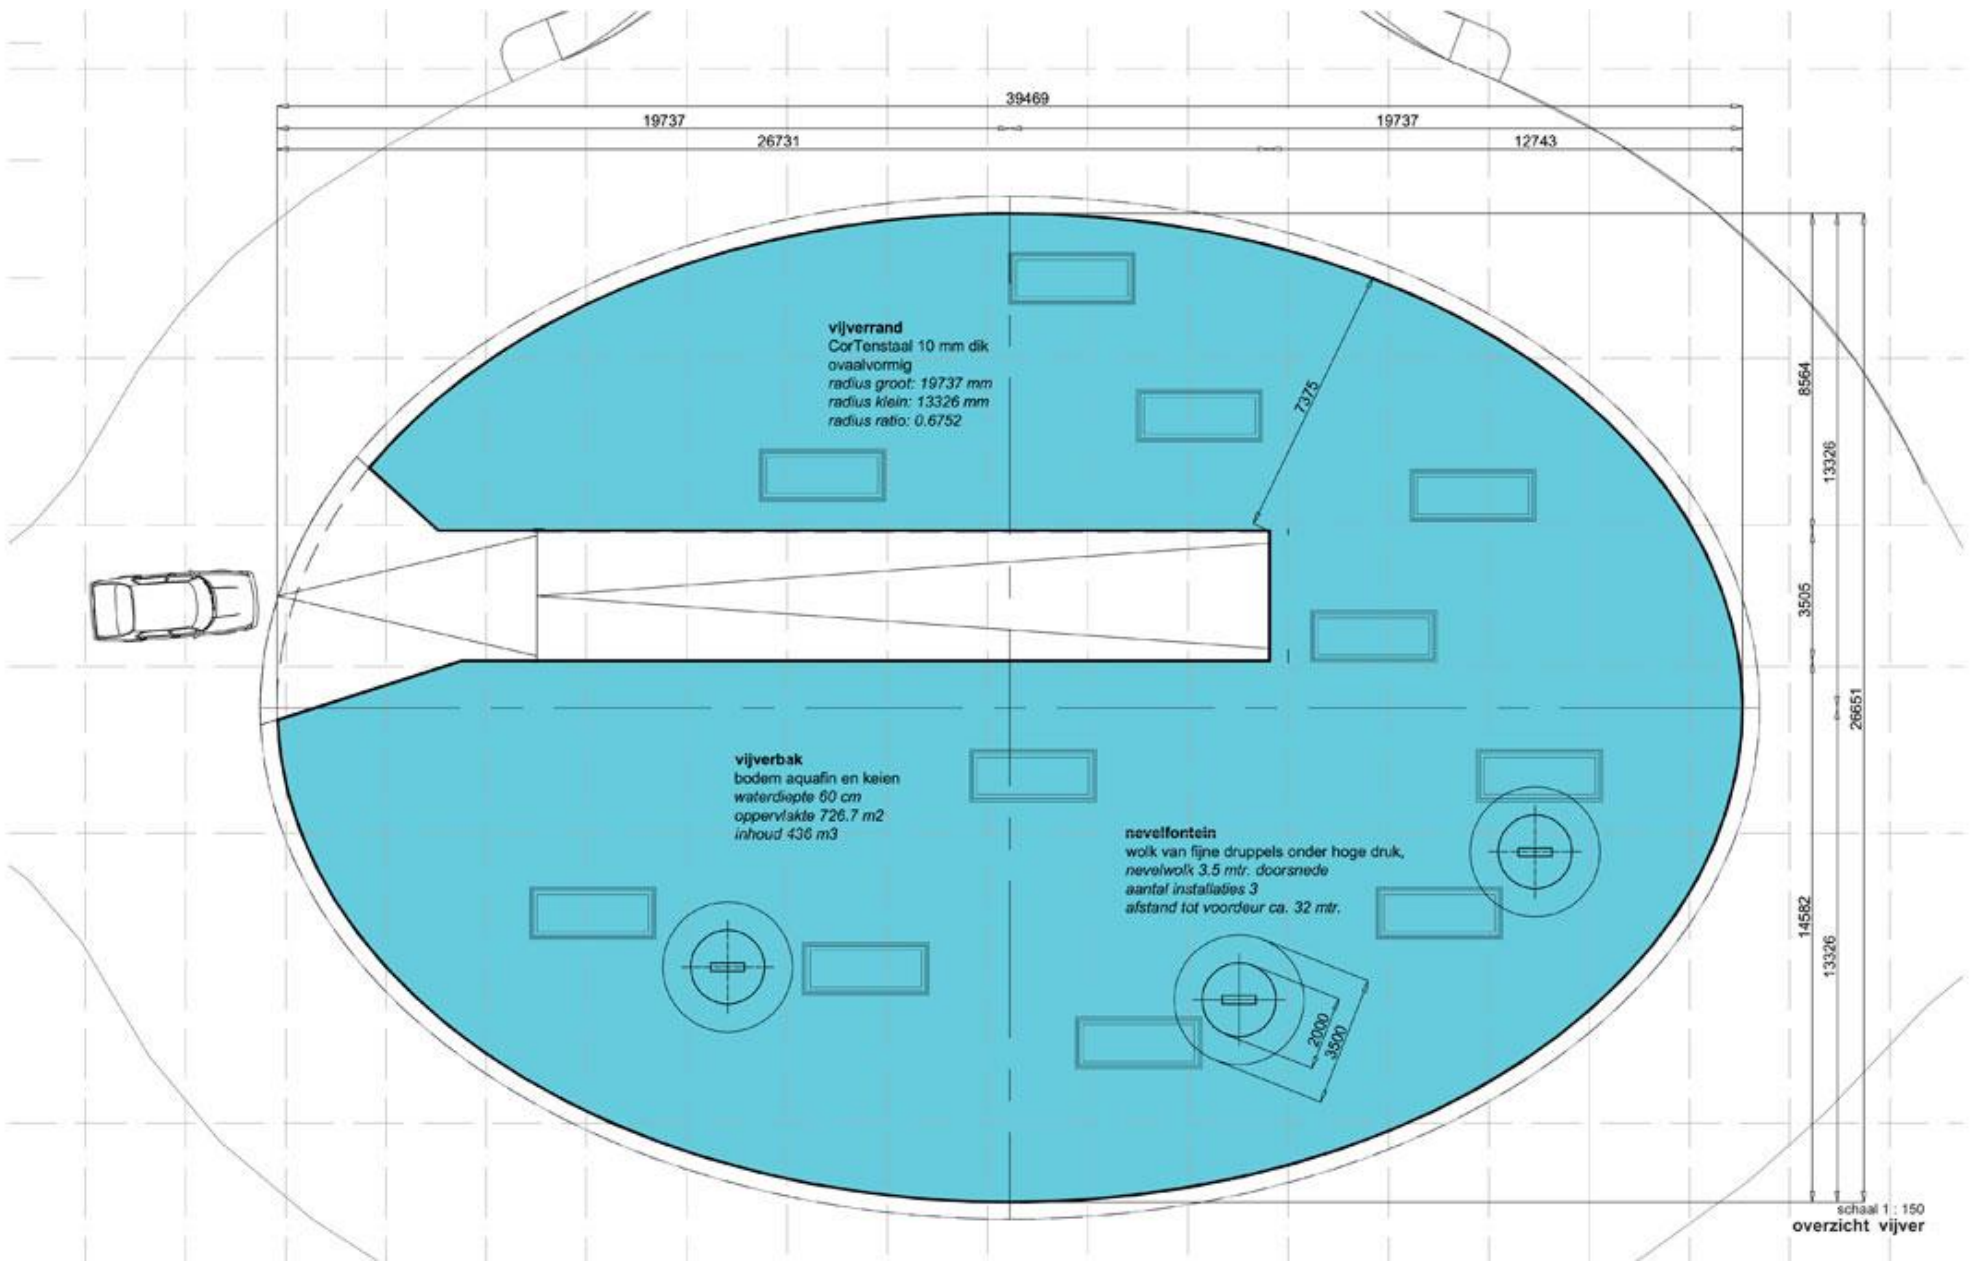 39469
19737
19737
26731
12743
vijverrand
CorTenstaal 10 mm dik
ovaalvormig
radius groot: 19737 mm
radius klein: 13326 mm
radius ratio: 0.6752
7375
8564
13326
3505
26651
vijverbak
bodem aquafin en keien
waterdiepte 60 cm
oppervlakte 726.7 m2
inhoud 436 m3
nevelfontein
wolk van fijne druppels onder hoge druk,
nevelwolk 3.5 mtr. doorsnede
aantal installaties 3
afstand tot voordeur ca. 32 mtr.
14582
13326
2000
3500
schaal 1 : 150
overzicht vijver